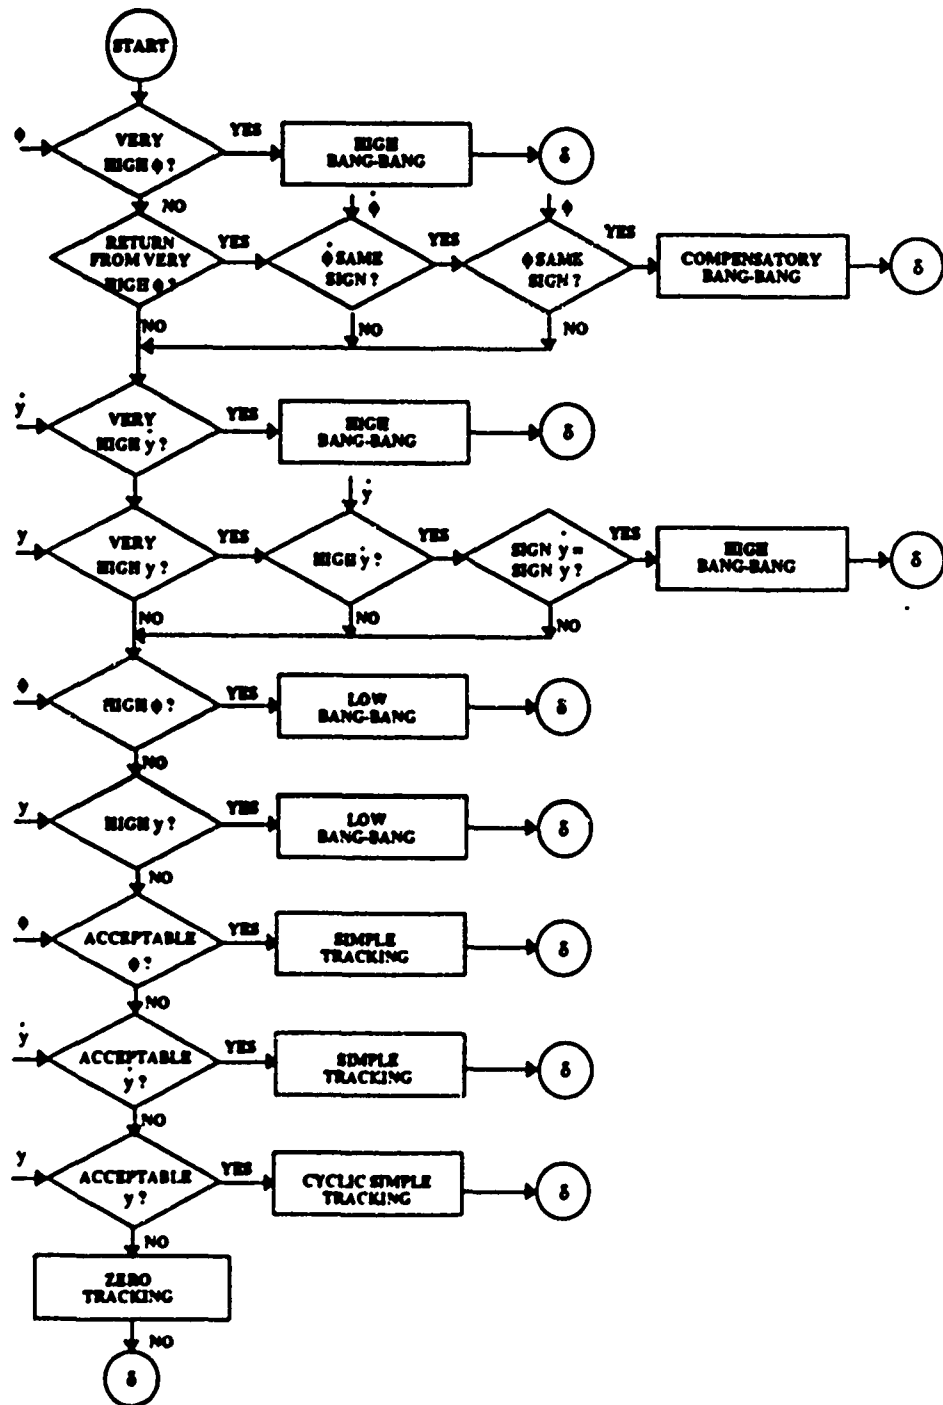 START
ϕ
VERY
HIGH ϕ ?
YES
HIGH
BANG-BANG
δ
NO
ϕ̇
ϕ
RETURN
FROM VERY
HIGH ϕ ?
YES
ϕ̇ SAME
SIGN ?
YES
ϕ SAME
SIGN ?
YES
COMPENSATORY
BANG-BANG
δ
NO
NO
NO
ẏ
VERY
HIGH ẏ ?
YES
HIGH
BANG-BANG
δ
ẏ
y
VERY
HIGH y ?
YES
HIGH ẏ ?
YES
SIGN ẏ =
SIGN y ?
YES
HIGH
BANG-BANG
δ
NO
NO
NO
ϕ
HIGH ϕ ?
YES
LOW
BANG-BANG
δ
NO
y
HIGH y ?
YES
LOW
BANG-BANG
δ
NO
ϕ
ACCEPTABLE
ϕ ?
YES
SIMPLE
TRACKING
δ
NO
ẏ
ACCEPTABLE
ẏ ?
YES
SIMPLE
TRACKING
δ
NO
y
ACCEPTABLE
y ?
YES
CYCLIC SIMPLE
TRACKING
δ
NO
ZERO
TRACKING
NO
δ